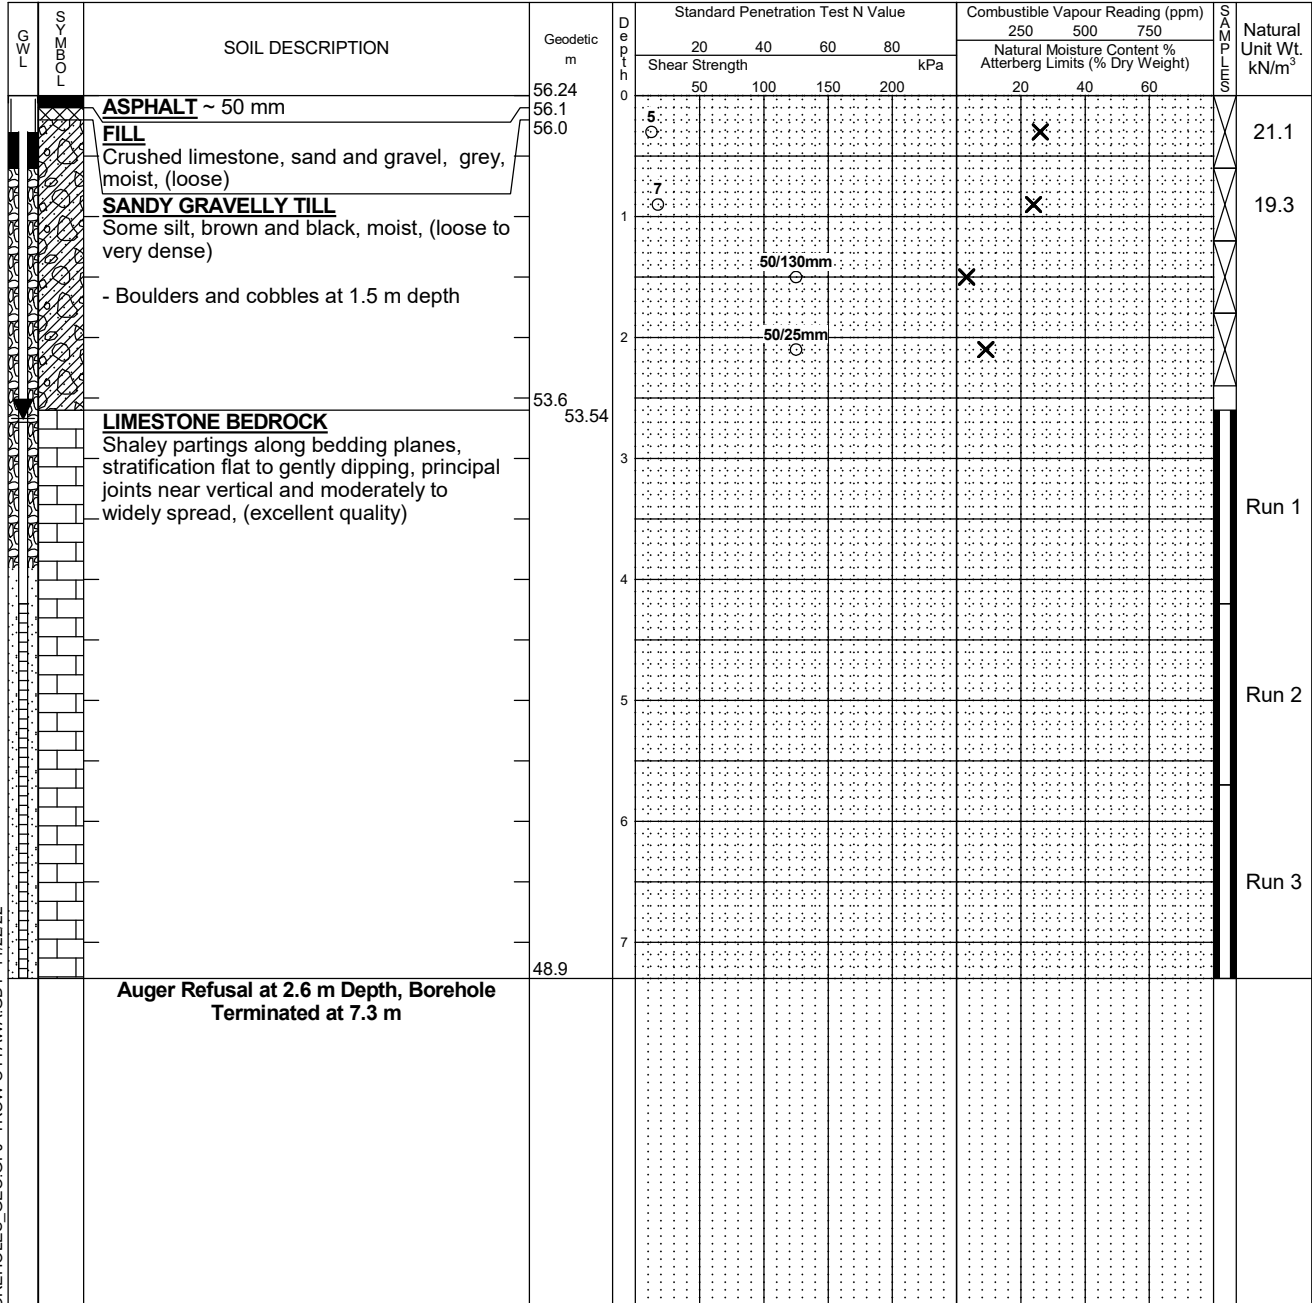 GWL
SYMBOL
SOIL DESCRIPTION
Geodetic
m
Depth
Standard Penetration Test N Value
20 40 60 80
Shear Strength kPa
50 100 150 200
Combustible Vapour Reading (ppm)
250 500 750
Natural Moisture Content %
Atterberg Limits (% Dry Weight)
20 40 60
SAMPLES
Natural
Unit Wt.
kN/m³
56.24
0
ASPHALT ~ 50 mm
56.1
FILL
56.0
Crushed limestone, sand and gravel, grey,
moist, (loose)
5
21.1
SANDY GRAVELLY TILL
Some silt, brown and black, moist, (loose to
very dense)
7
19.3
1
- Boulders and cobbles at 1.5 m depth
50/130mm
50/25mm
2
53.6
53.54
LIMESTONE BEDROCK
Shaley partings along bedding planes,
stratification flat to gently dipping, principal
joints near vertical and moderately to
widely spread, (excellent quality)
3
Run 1
4
5
Run 2
6
Run 3
7
48.9
Auger Refusal at 2.6 m Depth, Borehole
Terminated at 7.3 m